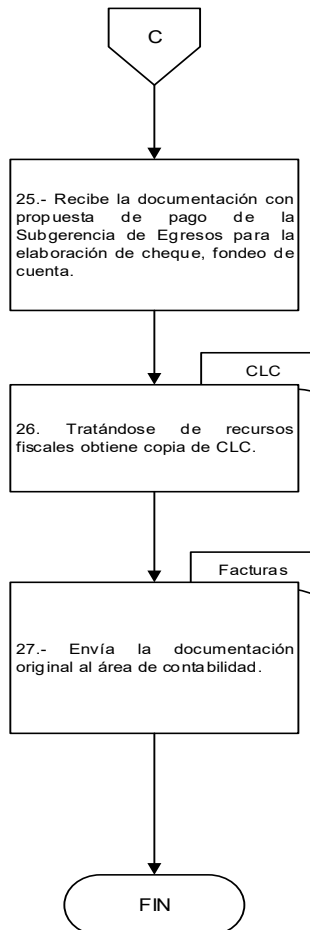 C
25.- Recibe la documentación con
propuesta de pago de la
Subgerencia de Egresos para la
elaboración de cheque, fondeo de
cuenta.
CLC
26. Tratándose de recursos
fiscales obtiene copia de CLC.
Facturas
27.- Envía la documentación
original al área de contabilidad.
FIN